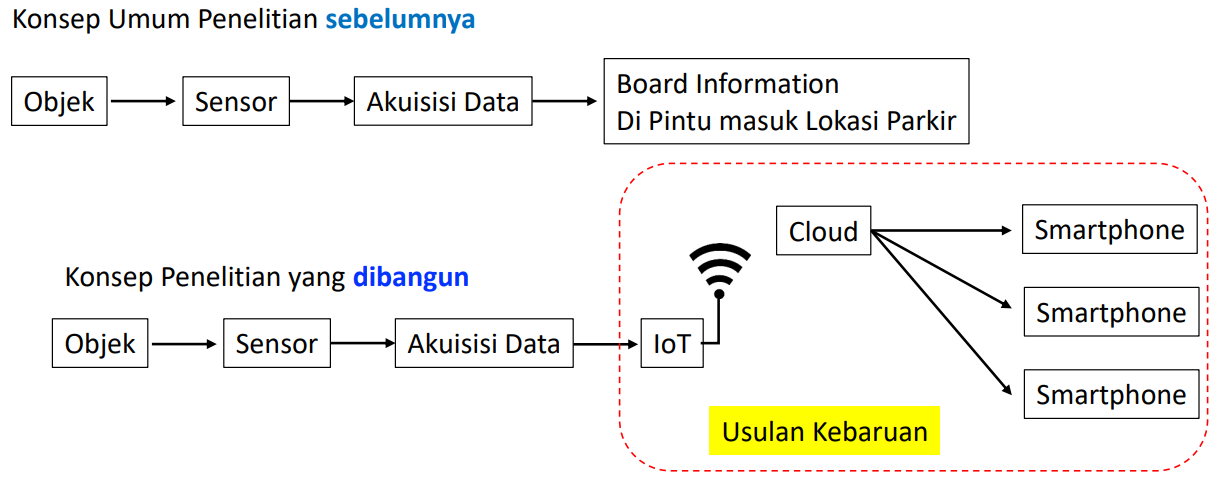 Konsep Umum Penelitian sebelumnya
Objek
Sensor
Akuisisi Data
Board Information
Di Pintu masuk Lokasi Parkir
Konsep Penelitian yang dibangun
Objek
Sensor
Akuisisi Data
IoT
Cloud
Smartphone
Smartphone
Smartphone
Usulan Kebaruan